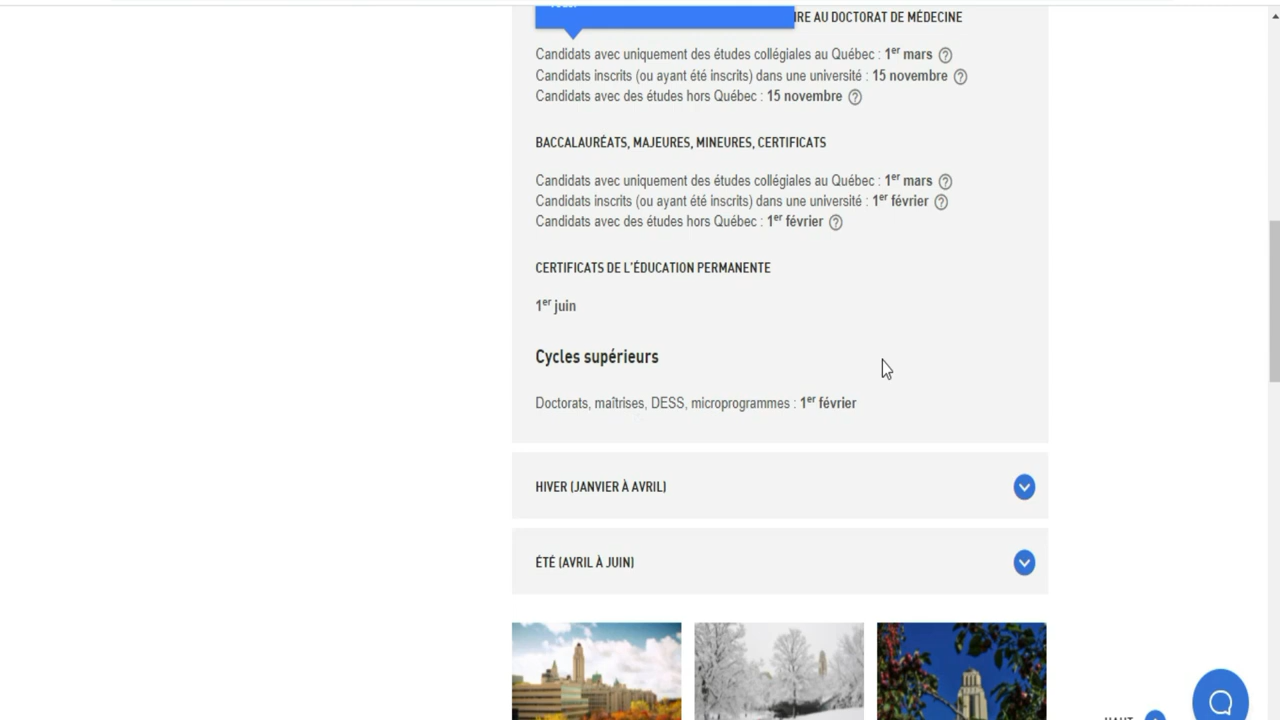 IRE AU DOCTORAT DE MÉDECINE
Candidats avec uniquement des études collégiales au Québec : 1er mars
Candidats inscrits (ou ayant été inscrits) dans une université : 15 novembre
Candidats avec des études hors Québec : 15 novembre
BACCALAURÉATS, MAJEURES, MINEURES, CERTIFICATS
Candidats avec uniquement des études collégiales au Québec : 1er mars
Candidats inscrits (ou ayant été inscrits) dans une université : 1er février
Candidats avec des études hors Québec : 1er février
CERTIFICATS DE L'ÉDUCATION PERMANENTE
1er juin
Cycles supérieurs
Doctorats, maîtrises, DESS, microprogrammes : 1er février
HIVER (JANVIER À AVRIL)
ÉTÉ (AVRIL À JUIN)
HAUT